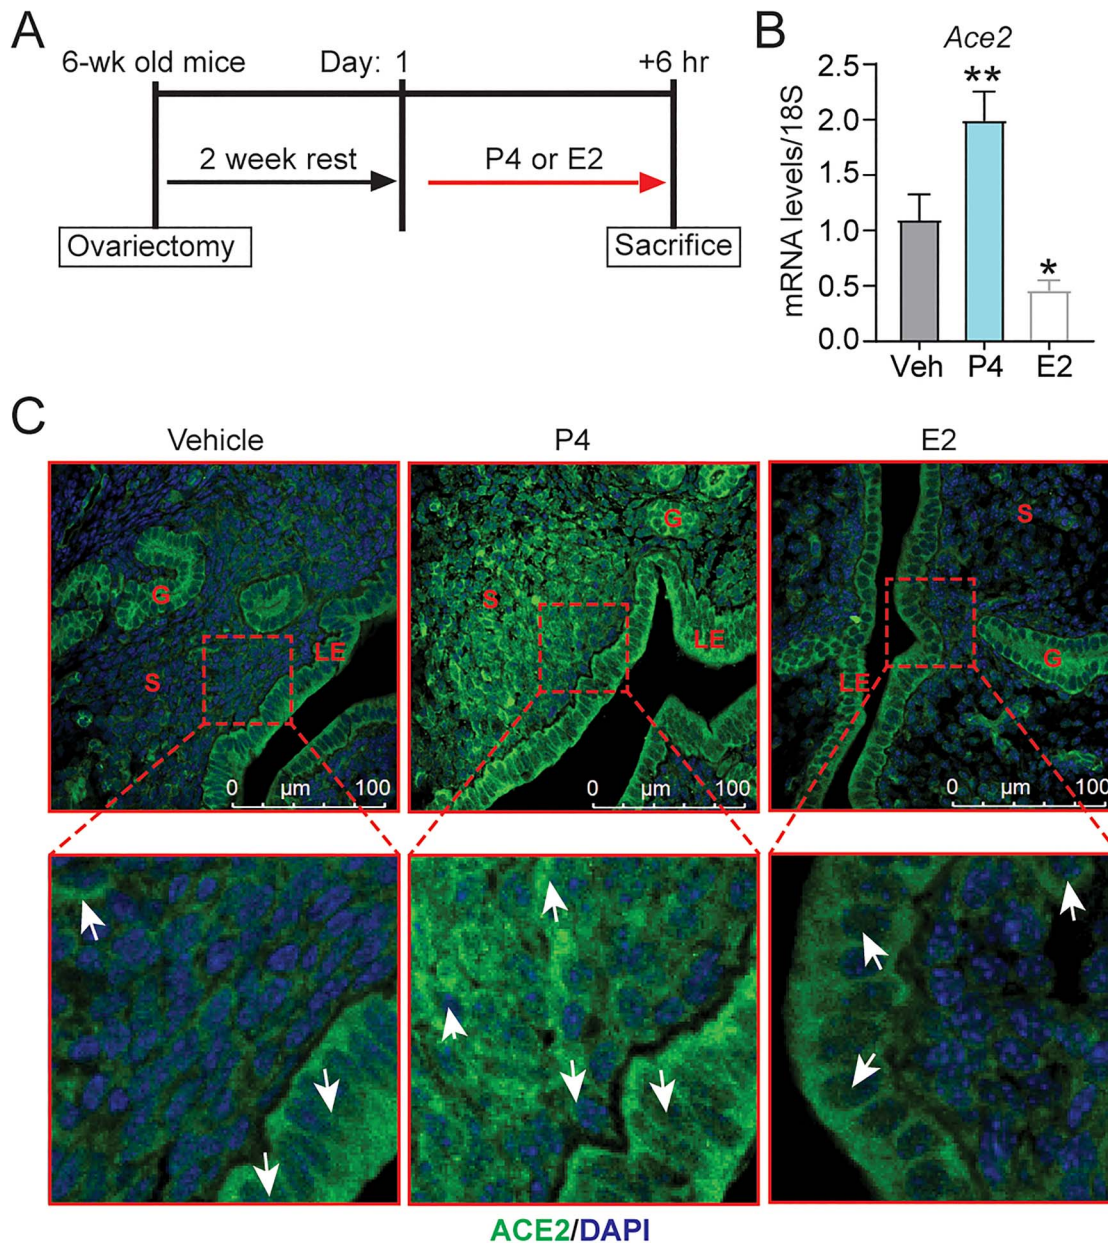 A
6-wk old mice Day: 1 +6 hr
2 week rest P4 or E2
Ovariectomy Sacrifice
B
Ace2
mRNA levels/18S
2.5
2.0
1.5
1.0
0.5
0.0
**
*
Veh P4 E2
C
Vehicle P4 E2
G
S
LE
0 µm 100
G
S
LE
0 µm 100
S
G
LE
0 µm 100
ACE2/DAPI